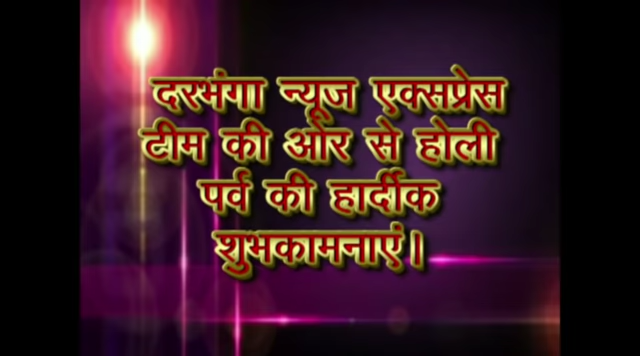 दरभंगा न्यूज एक्सप्रेस
टीम की ओर से होली
पर्व की हार्दीक
शुभकामनाएं।